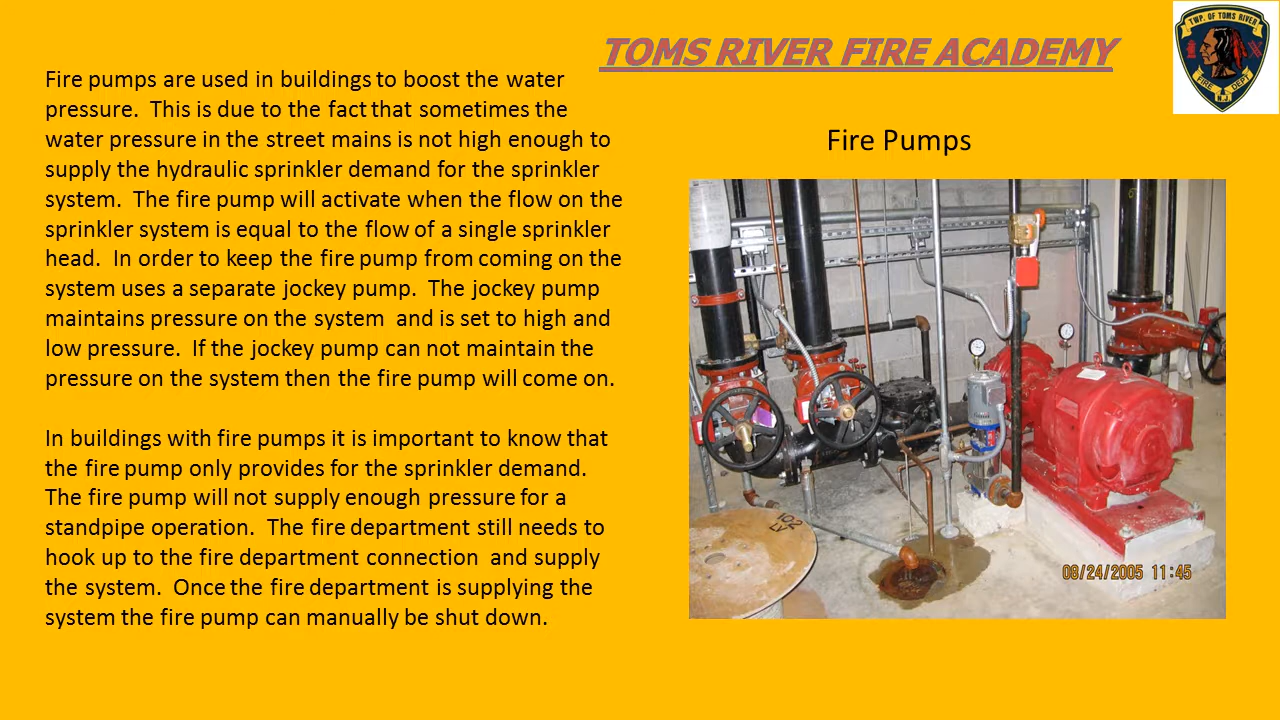 TOMS RIVER FIRE ACADEMY
TWP. OF TOMS RIVER
FIRE DEPT.
N.J.
Fire pumps are used in buildings to boost the water
pressure.  This is due to the fact that sometimes the
water pressure in the street mains is not high enough to
supply the hydraulic sprinkler demand for the sprinkler
system.  The fire pump will activate when the flow on the
sprinkler system is equal to the flow of a single sprinkler
head.  In order to keep the fire pump from coming on the
system uses a separate jockey pump.  The jockey pump
maintains pressure on the system  and is set to high and
low pressure.  If the jockey pump can not maintain the
pressure on the system then the fire pump will come on.
In buildings with fire pumps it is important to know that
the fire pump only provides for the sprinkler demand.
The fire pump will not supply enough pressure for a
standpipe operation.  The fire department still needs to
hook up to the fire department connection  and supply
the system.  Once the fire department is supplying the
system the fire pump can manually be shut down.
Fire Pumps
102
LV
08/24/2005 11:45